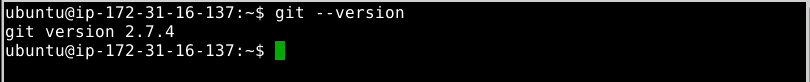 ubuntu@ip-172-31-16-137:~$ git --version
git version 2.7.4
ubuntu@ip-172-31-16-137:~$